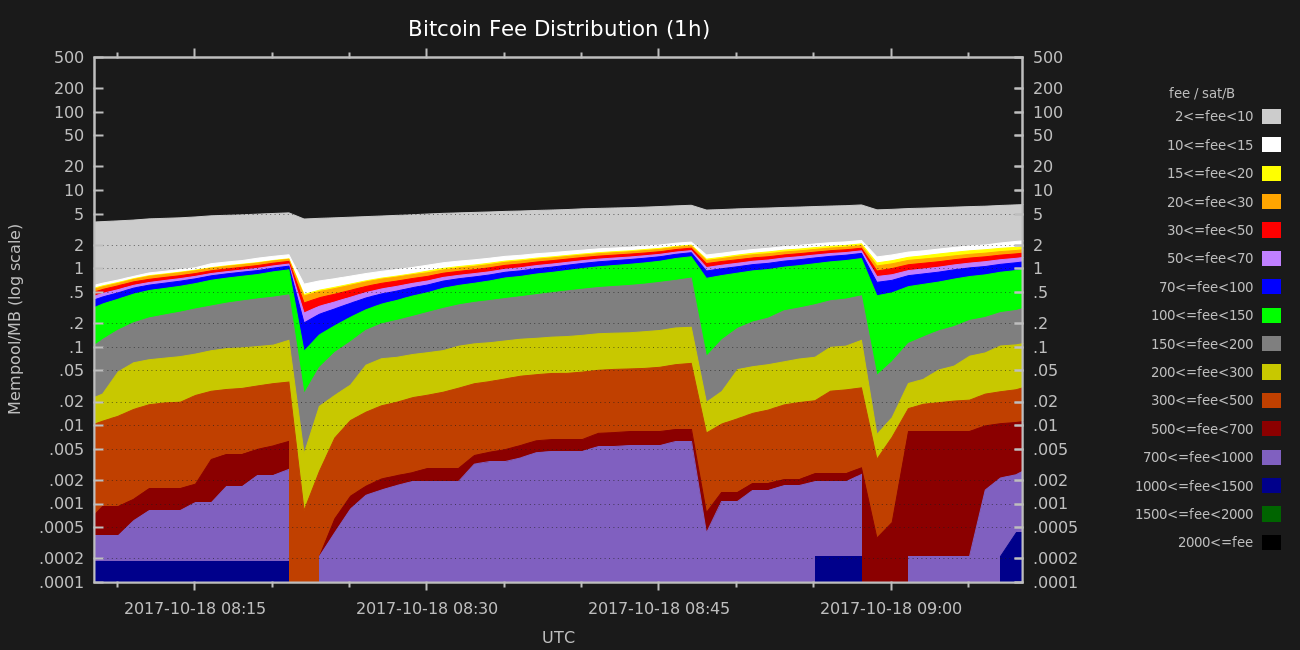 Bitcoin Fee Distribution (1h)
Mempool/MB (log scale)
500
200
100
50
20
10
5
2
1
.5
.2
.1
.05
.02
.01
.005
.002
.001
.0005
.0002
.0001
500
200
100
50
20
10
5
2
1
.5
.2
.1
.05
.02
.01
.005
.002
.001
.0005
.0002
.0001
2017-10-18 08:15
2017-10-18 08:30
2017-10-18 08:45
2017-10-18 09:00
UTC
fee / sat/B
2<=fee<10
10<=fee<15
15<=fee<20
20<=fee<30
30<=fee<50
50<=fee<70
70<=fee<100
100<=fee<150
150<=fee<200
200<=fee<300
300<=fee<500
500<=fee<700
700<=fee<1000
1000<=fee<1500
1500<=fee<2000
2000<=fee